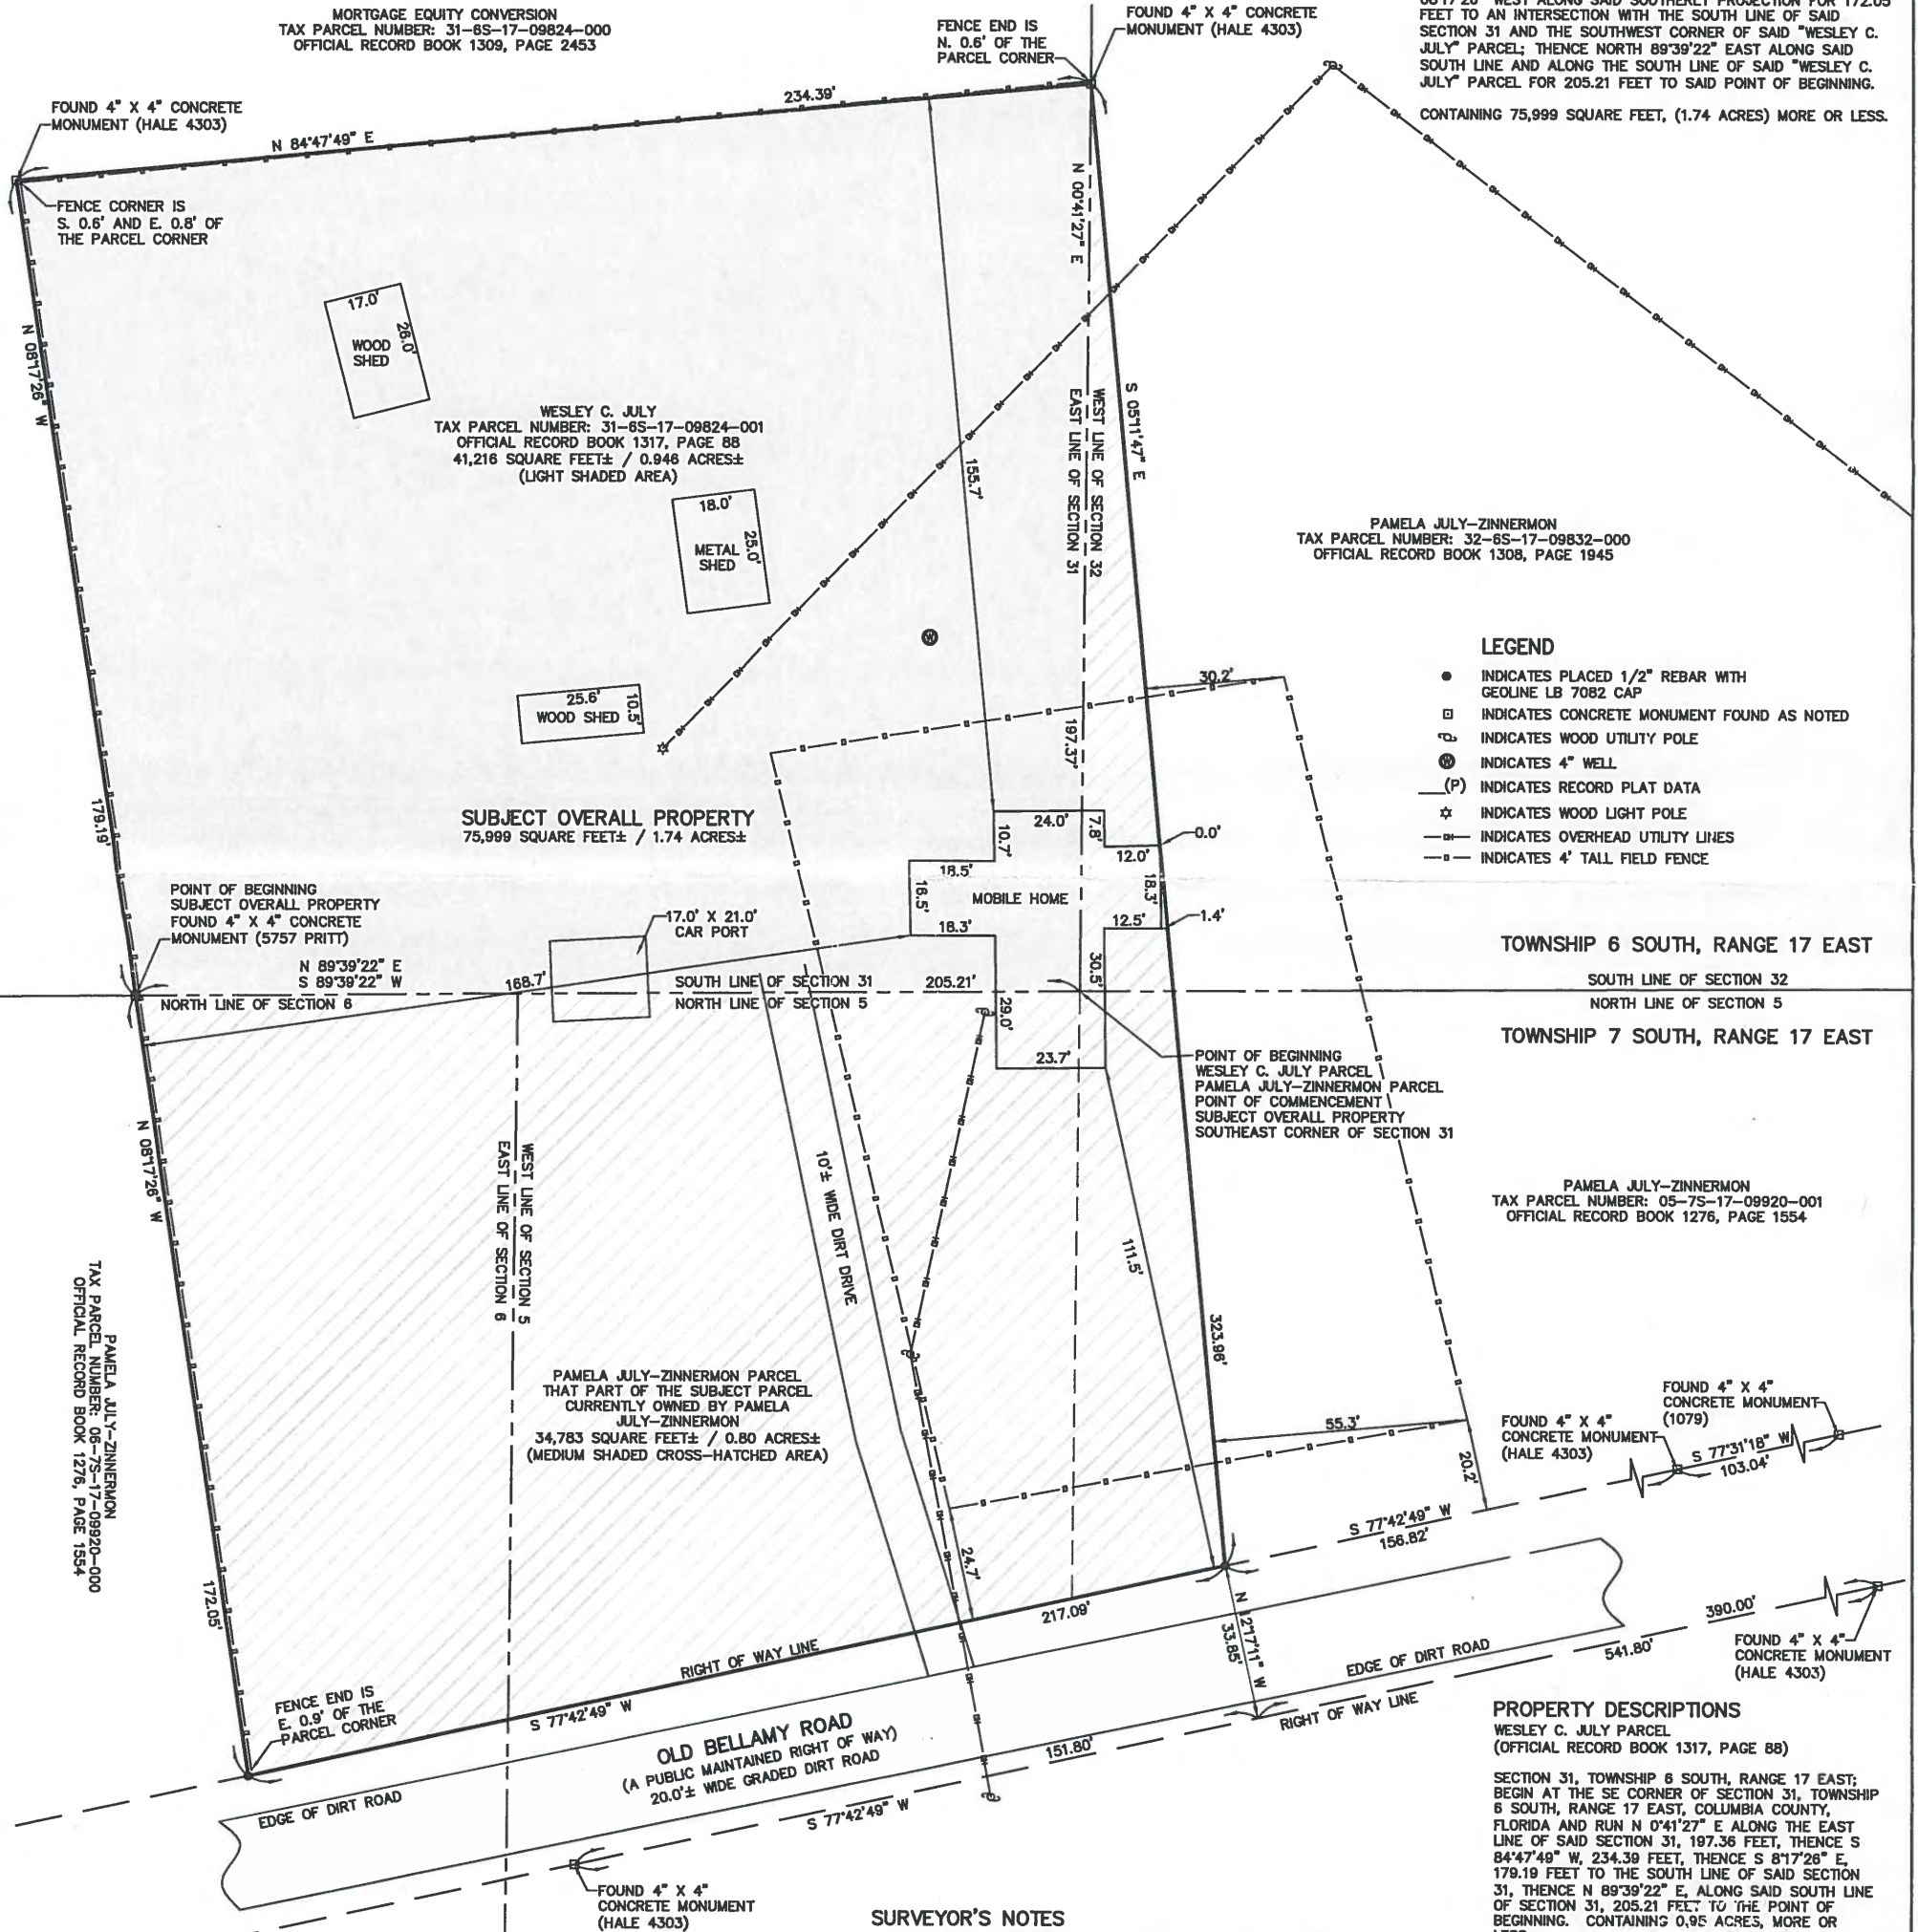 MORTGAGE EQUITY CONVERSION
TAX PARCEL NUMBER: 31-6S-17-09824-000
OFFICIAL RECORD BOOK 1309, PAGE 2453
FENCE END IS
N. 0.6' OF THE
PARCEL CORNER
FOUND 4" X 4" CONCRETE
MONUMENT (HALE 4303)
08°17'26" WEST ALONG SAID SOUTHERLY PROJECTION FOR 172.05
FEET TO AN INTERSECTION WITH THE SOUTH LINE OF SAID
SECTION 31 AND THE SOUTHWEST CORNER OF SAID "WESLEY C.
JULY" PARCEL; THENCE NORTH 89°39'22" EAST ALONG SAID
SOUTH LINE AND ALONG THE SOUTH LINE OF SAID "WESLEY C.
JULY" PARCEL FOR 205.21 FEET TO SAID POINT OF BEGINNING.
CONTAINING 75,999 SQUARE FEET, (1.74 ACRES) MORE OR LESS.
FOUND 4" X 4" CONCRETE
MONUMENT (HALE 4303)
N 84°47'49" E
234.39'
FENCE CORNER IS
S. 0.6' AND E. 0.8' OF
THE PARCEL CORNER
N 08°17'26" W
N 00°41'27" E
17.0'
26.0'
WOOD
SHED
WESLEY C. JULY
TAX PARCEL NUMBER: 31-6S-17-09824-001
OFFICIAL RECORD BOOK 1317, PAGE 88
41,216 SQUARE FEET± / 0.946 ACRES±
(LIGHT SHADED AREA)
155.7'
WEST LINE OF SECTION 32
EAST LINE OF SECTION 31
S 05°11'47" E
18.0'
25.0'
METAL
SHED
PAMELA JULY-ZINNERMON
TAX PARCEL NUMBER: 32-6S-17-09832-000
OFFICIAL RECORD BOOK 1308, PAGE 1945
25.6'
10.5'
WOOD SHED
30.2'
197.37'
LEGEND
INDICATES PLACED 1/2" REBAR WITH
GEOLINE LB 7082 CAP
INDICATES CONCRETE MONUMENT FOUND AS NOTED
INDICATES WOOD UTILITY POLE
W INDICATES 4" WELL
(P) INDICATES RECORD PLAT DATA
INDICATES WOOD LIGHT POLE
INDICATES OVERHEAD UTILITY LINES
INDICATES 4' TALL FIELD FENCE
179.19'
SUBJECT OVERALL PROPERTY
75,999 SQUARE FEET± / 1.74 ACRES±
24.0'
7.8'
10.7'
12.0'
0.0'
18.5'
16.5'
MOBILE HOME
18.3'
18.3'
12.5'
1.4'
30.5'
POINT OF BEGINNING
SUBJECT OVERALL PROPERTY
FOUND 4" X 4" CONCRETE
MONUMENT (5757 PRITT)
17.0' X 21.0'
CAR PORT
N 89°39'22" E
S 89°39'22" W
168.7'
SOUTH LINE OF SECTION 31
205.21'
NORTH LINE OF SECTION 6
NORTH LINE OF SECTION 5
TOWNSHIP 6 SOUTH, RANGE 17 EAST
SOUTH LINE OF SECTION 32
NORTH LINE OF SECTION 5
TOWNSHIP 7 SOUTH, RANGE 17 EAST
29.0'
23.7'
POINT OF BEGINNING
WESLEY C. JULY PARCEL
PAMELA JULY-ZINNERMON PARCEL
POINT OF COMMENCEMENT
SUBJECT OVERALL PROPERTY
SOUTHEAST CORNER OF SECTION 31
N 08°17'26" W
WEST LINE OF SECTION 5
EAST LINE OF SECTION 6
10'± WIDE DIRT DRIVE
111.5'
PAMELA JULY-ZINNERMON
TAX PARCEL NUMBER: 05-7S-17-09920-001
OFFICIAL RECORD BOOK 1276, PAGE 1554
PAMELA JULY-ZINNERMON
TAX PARCEL NUMBER: 06-7S-17-09920-000
OFFICIAL RECORD BOOK 1276, PAGE 1554
323.96'
PAMELA JULY-ZINNERMON PARCEL
THAT PART OF THE SUBJECT PARCEL
CURRENTLY OWNED BY PAMELA
JULY-ZINNERMON
34,783 SQUARE FEET± / 0.80 ACRES±
(MEDIUM SHADED CROSS-HATCHED AREA)
55.3'
20.2'
FOUND 4" X 4"
CONCRETE MONUMENT
(HALE 4303)
FOUND 4" X 4"
CONCRETE MONUMENT
(1079)
S 77°31'18" W
103.04'
S 77°42'49" W
156.82'
172.05'
24.7'
217.09'
N 12°17'11" W
33.85'
390.00'
541.80'
FOUND 4" X 4"
CONCRETE MONUMENT
(HALE 4303)
RIGHT OF WAY LINE
EDGE OF DIRT ROAD
RIGHT OF WAY LINE
FENCE END IS
E. 0.9' OF THE
PARCEL CORNER
S 77°42'49" W
OLD BELLAMY ROAD
(A PUBLIC MAINTAINED RIGHT OF WAY)
20.0'± WIDE GRADED DIRT ROAD
151.80'
EDGE OF DIRT ROAD
S 77°42'49" W
FOUND 4" X 4"
CONCRETE MONUMENT
(HALE 4303)
SURVEYOR'S NOTES
PROPERTY DESCRIPTIONS
WESLEY C. JULY PARCEL
(OFFICIAL RECORD BOOK 1317, PAGE 88)
SECTION 31, TOWNSHIP 6 SOUTH, RANGE 17 EAST;
BEGIN AT THE SE CORNER OF SECTION 31, TOWNSHIP
6 SOUTH, RANGE 17 EAST, COLUMBIA COUNTY,
FLORIDA AND RUN N 0°41'27" E ALONG THE EAST
LINE OF SAID SECTION 31, 197.36 FEET, THENCE S
84°47'49" W, 234.39 FEET, THENCE S 8°17'26" E,
179.19 FEET TO THE SOUTH LINE OF SAID SECTION
31, THENCE N 89°39'22" E, ALONG SAID SOUTH LINE
OF SECTION 31, 205.21 FEET TO THE POINT OF
BEGINNING. CONTAINING 0.95 ACRES, MORE OR